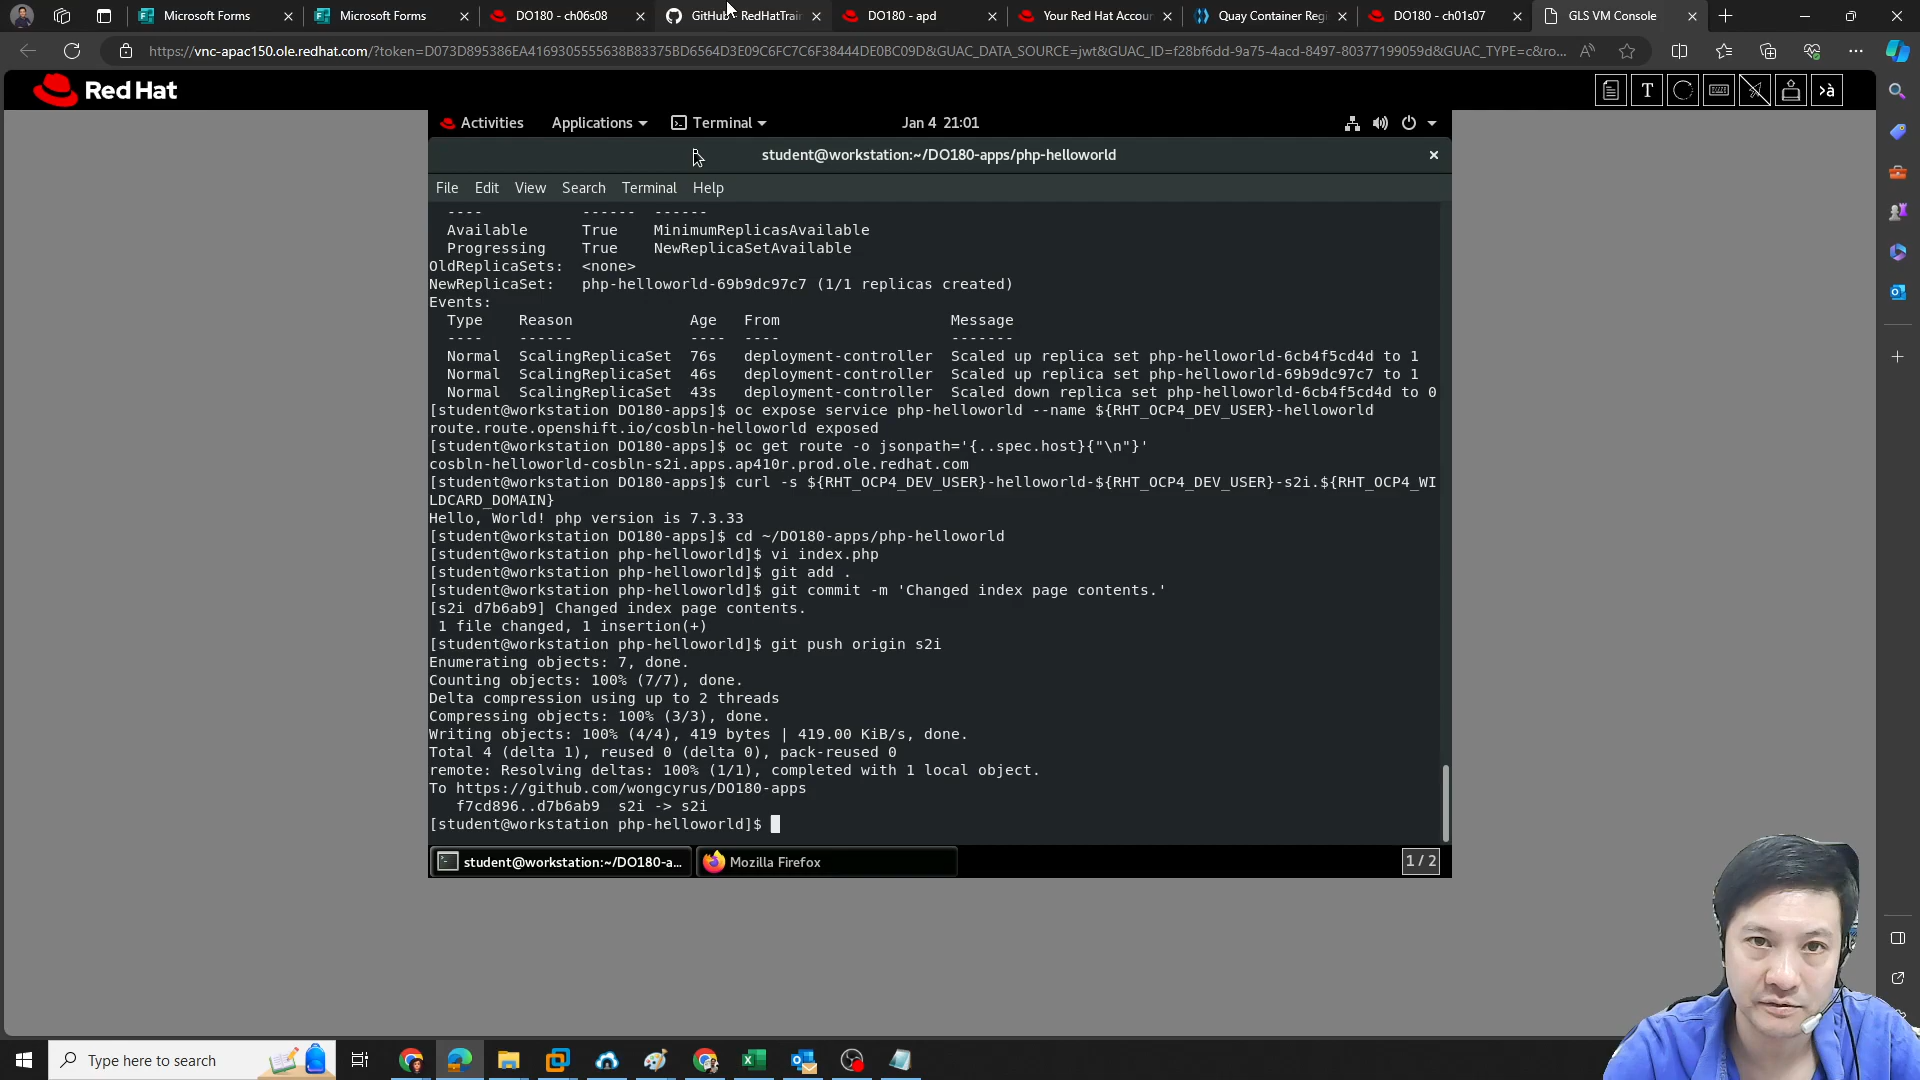 Microsoft Forms
Microsoft Forms
DO180 - ch06s08
GitHub - RedHatTrai
DO180 - apd
Your Red Hat Accou
Quay Container Regi
DO180 - ch01s07
GLS VM Console
https://vnc-apac150.ole.redhat.com/?token=D073D895386EA4169305555638B83375BD6564D3E09C6FC7C6F38444DE0BC09D&GUAC_DATA_SOURCE=jwt&GUAC_ID=f28bf6dd-9a75-4acd-8497-80377199059d&GUAC_TYPE=c&ro...
Red Hat
Activities Applications Terminal Jan 4 21:01
student@workstation:~/DO180-apps/php-helloworld
File Edit View Search Terminal Help
---- ------ ------
Available True MinimumReplicasAvailable
Progressing True NewReplicaSetAvailable
OldReplicaSets: <none>
NewReplicaSet: php-helloworld-69b9dc97c7 (1/1 replicas created)
Events:
Type Reason Age From Message
---- ------ ---- ---- -------
Normal ScalingReplicaSet 76s deployment-controller Scaled up replica set php-helloworld-6cb4f5cd4d to 1
Normal ScalingReplicaSet 46s deployment-controller Scaled up replica set php-helloworld-69b9dc97c7 to 1
Normal ScalingReplicaSet 43s deployment-controller Scaled down replica set php-helloworld-6cb4f5cd4d to 0
[student@workstation DO180-apps]$ oc expose service php-helloworld --name ${RHT_OCP4_DEV_USER}-helloworld
route.route.openshift.io/cosbln-helloworld exposed
[student@workstation DO180-apps]$ oc get route -o jsonpath='{..spec.host}{"\n"}'
cosbln-helloworld-cosbln-s2i.apps.ap410r.prod.ole.redhat.com
[student@workstation DO180-apps]$ curl -s ${RHT_OCP4_DEV_USER}-helloworld-${RHT_OCP4_DEV_USER}-s2i.${RHT_OCP4_WI
LDCARD_DOMAIN}
Hello, World! php version is 7.3.33
[student@workstation DO180-apps]$ cd ~/DO180-apps/php-helloworld
[student@workstation php-helloworld]$ vi index.php
[student@workstation php-helloworld]$ git add .
[student@workstation php-helloworld]$ git commit -m 'Changed index page contents.'
[s2i d7b6ab9] Changed index page contents.
1 file changed, 1 insertion(+)
[student@workstation php-helloworld]$ git push origin s2i
Enumerating objects: 7, done.
Counting objects: 100% (7/7), done.
Delta compression using up to 2 threads
Compressing objects: 100% (3/3), done.
Writing objects: 100% (4/4), 419 bytes | 419.00 KiB/s, done.
Total 4 (delta 1), reused 0 (delta 0), pack-reused 0
remote: Resolving deltas: 100% (1/1), completed with 1 local object.
To https://github.com/wongcyrus/DO180-apps
f7cd896..d7b6ab9 s2i -> s2i
[student@workstation php-helloworld]$
student@workstation:~/DO180-a...
Mozilla Firefox
1 / 2
Type here to search